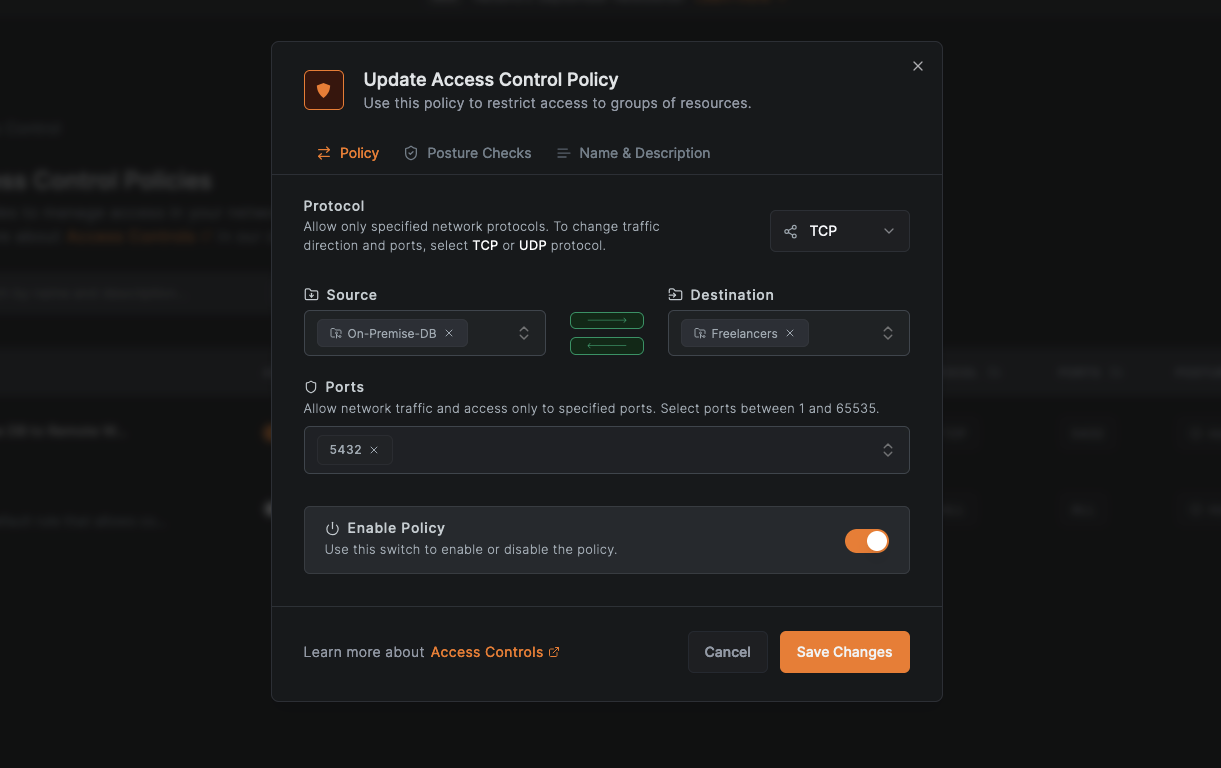 Update Access Control Policy
Use this policy to restrict access to groups of resources.
Policy
Posture Checks
Name & Description
Protocol
Allow only specified network protocols. To change traffic
direction and ports, select TCP or UDP protocol.
TCP
Source
Destination
On-Premise-DB
Freelancers
Ports
Allow network traffic and access only to specified ports. Select ports between 1 and 65535.
5432
Enable Policy
Use this switch to enable or disable the policy.
Learn more about Access Controls
Cancel
Save Changes